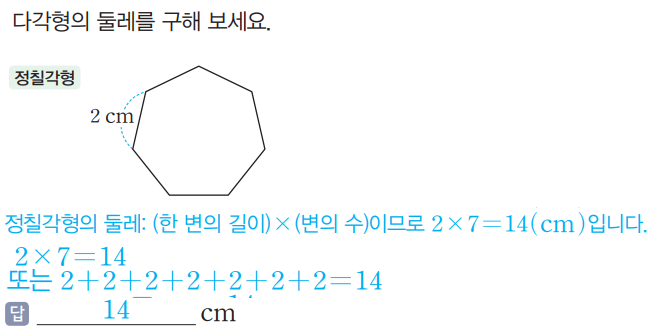 다각형의 둘레를 구해 보세요.
정칠각형
2 cm
정칠각형의 둘레: (한 변의 길이)×(변의 수)이므로 2×7=14(cm)입니다.
2×7=14
또는 2+2+2+2+2+2+2=14
답 14 cm